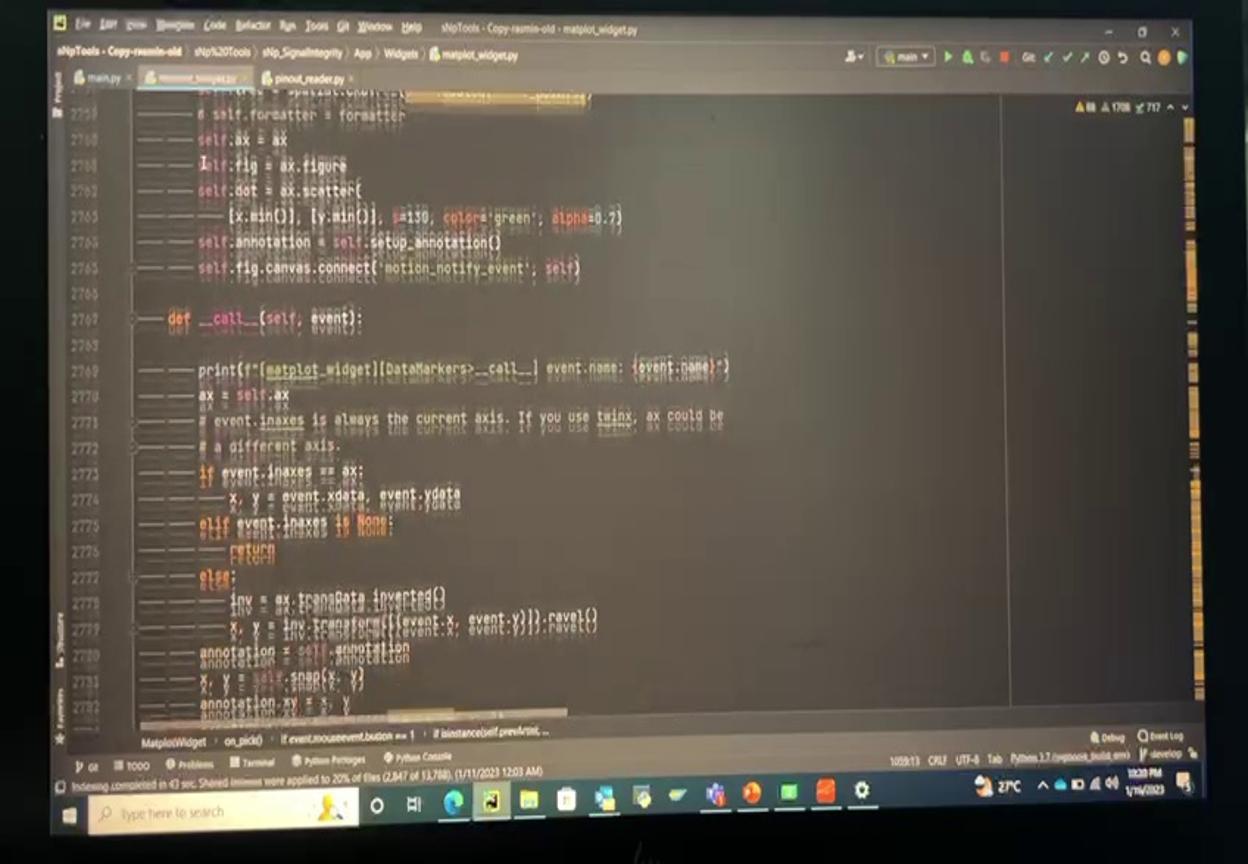 File Edit View Navigate Code Refactor Run Tools Git Window Help sNpTools - Copy-rasmin-old - matplot_widget.py
sNpTools - Copy-rasmin-old sNp%20Tools sNp_SignalIntegrity App Widgets matplot_widget.py main Git:
main.py matplot_widget.py pinout_reader.py
Project
88 1708 717
2759 # self.formatter = formatter
2760 self.ax = ax
2761 self.fig = ax.figure
2762 self.dot = ax.scatter(
2763 [x.min()], [y.min()], s=130, color='green', alpha=0.7)
2764 self.annotation = self.setup_annotation()
2765 self.fig.canvas.connect('motion_notify_event', self)
2766
2767 def __call__(self, event):
2768
2769 print(f"[matplot_widget][DataMarkers>__call__] event.name: {event.name}")
2770 ax = self.ax
2771 # event.inaxes is always the current axis. If you use twinx, ax could be
2772 # a different axis.
2773 if event.inaxes == ax:
2774 x, y = event.xdata, event.ydata
2775 elif event.inaxes is None:
2776 return
2777 else:
2778 inv = ax.transData.inverted()
2779 x, y = inv.transform([(event.x, event.y)]).ravel()
2780 annotation = self.annotation
2781 x, y = self.snap(x, y)
2782 annotation.xy = x, y
Structure
Favorites
MatplotWidget on_pick() if event.mouseevent.button == 1 if isinstance(self.prevArtist, ...
Git TODO Problems Terminal Python Packages Python Console Debug Event Log
Indexing completed in 43 sec. Shared indexes were applied to 20% of files (2,847 of 13,768). (1/11/2023 12:03 AM) 1059:13 CRLF UTF-8 Tab Python 3.7 develop
Type here to search 27°C 10:20 PM
1/16/2023